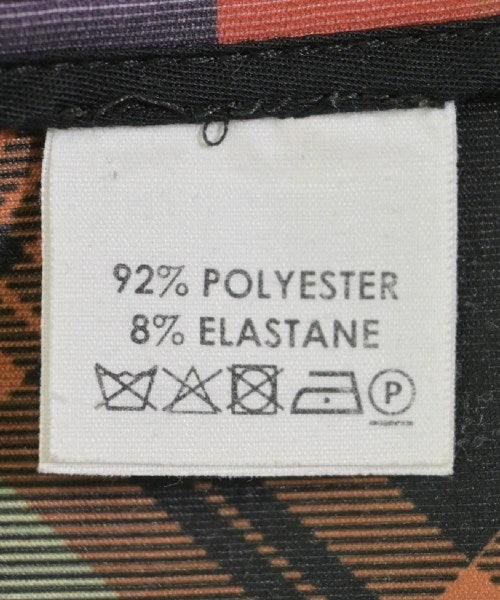 92% POLYESTER
8% ELASTANE
P